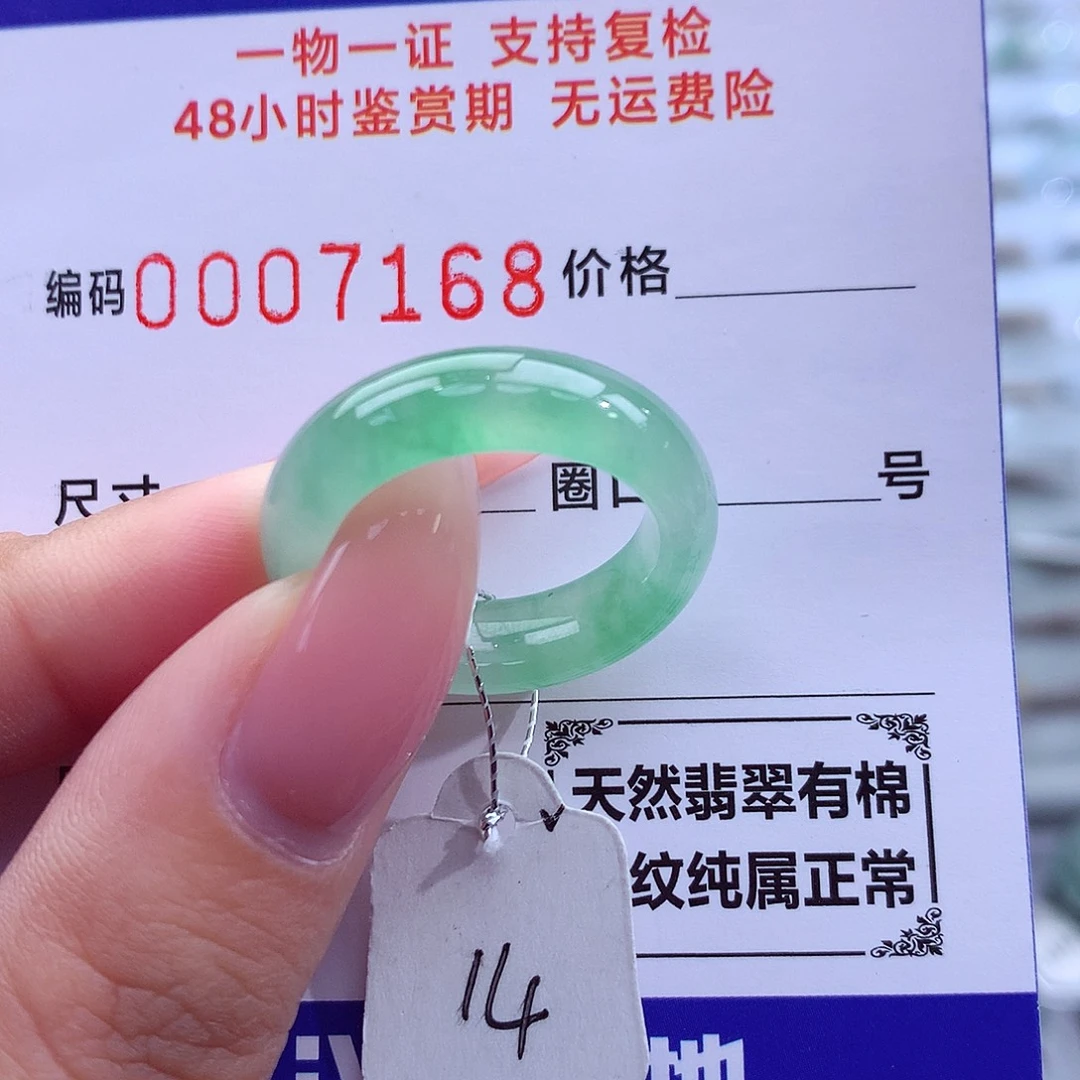 一物一证 支持复检
48小时鉴赏期 无运费险
编码0007168价格
尺寸 圈口 号
天然翡翠有棉
纹纯属正常
14